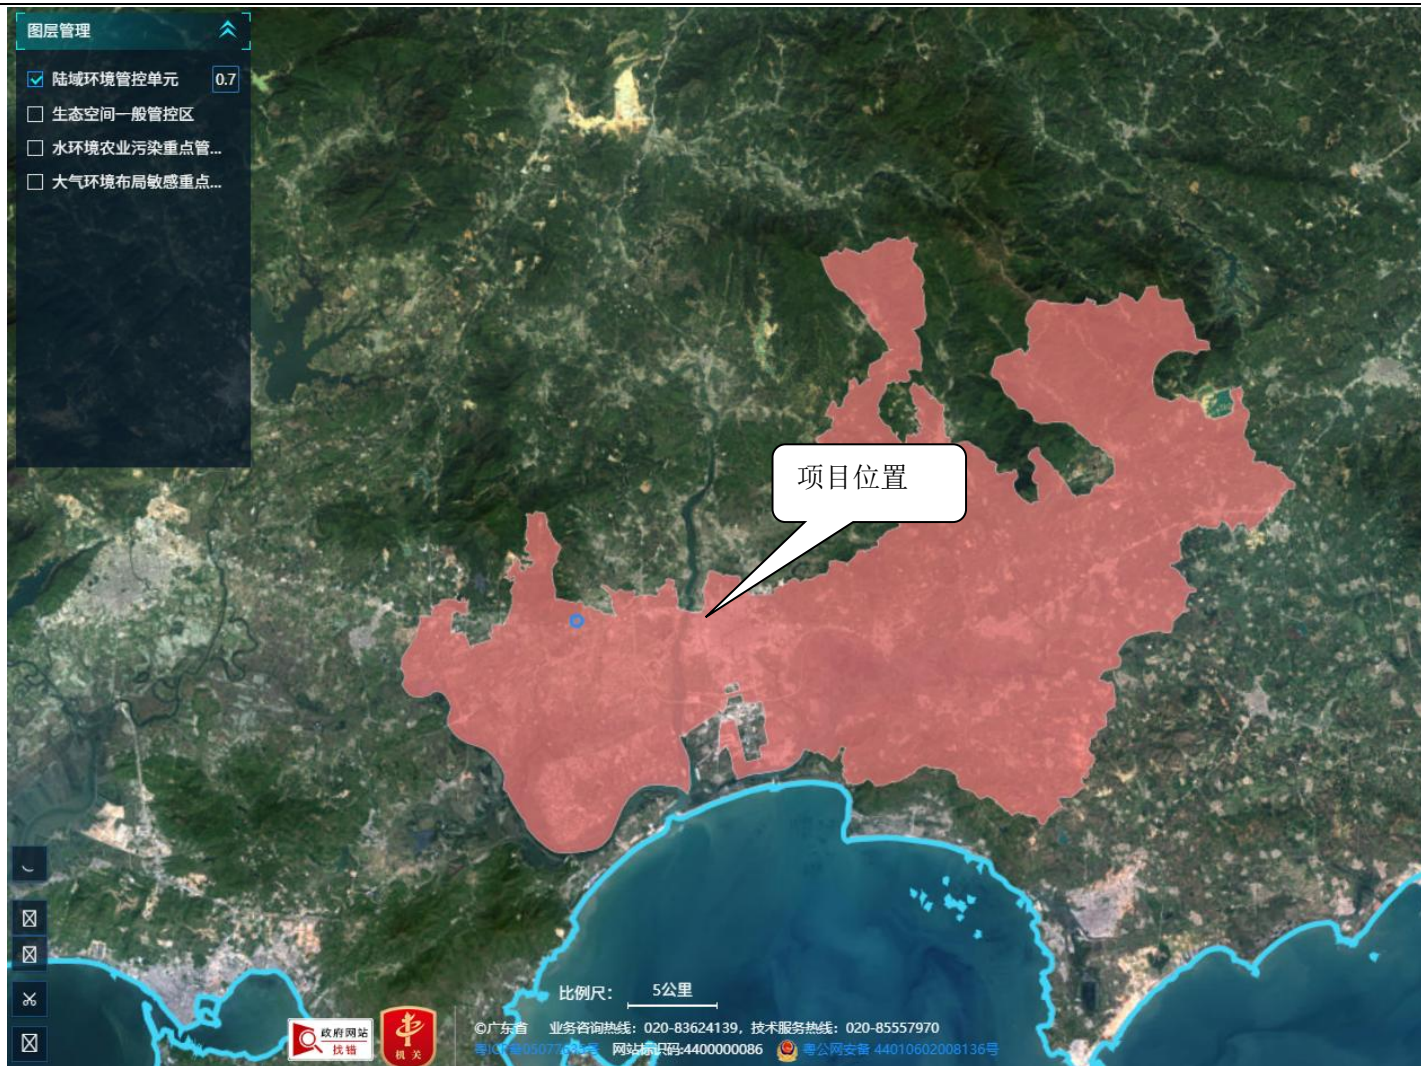 图层管理
陆域环境管控单元 0.7
生态空间一般管控区
水环境农业污染重点管...
大气环境布局敏感重点...
项目位置
比例尺： 5公里
政府网站
找错
机关
©广东省 业务咨询热线：020-83624139，技术服务热线：020-85557970
网站标识码:4400000086 粤公网安备 44010602008136号